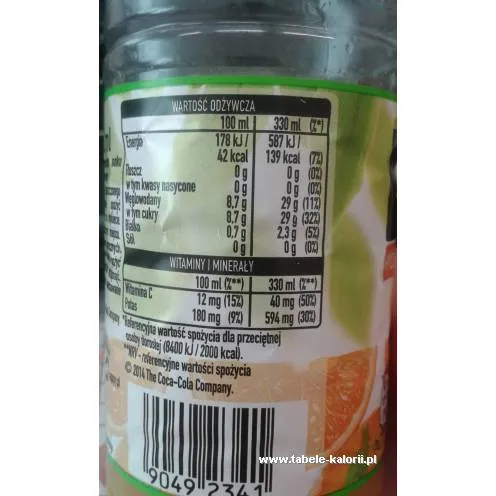 WARTOŚĆ ODŻYWCZA
100 ml 330 ml (%*)
Energia 178 kJ / 587 kJ /
42 kcal 139 kcal (7%)
Tłuszcz 0 g 0 g (0%)
w tym kwasy nasycone 0 g 0 g (0%)
Węglowodany 8,7 g 29 g (11%)
w tym cukry 8,7 g 29 g (32%)
Białko 0,7 g 2,3 g (5%)
Sól 0 g 0 g (0%)
WITAMINY I MINERAŁY
100 ml (%**) 330 ml (%**)
Witamina C 12 mg (15%) 40 mg (50%)
Potas 180 mg (9%) 594 mg (30%)
*Referencyjna wartość spożycia dla przeciętnej
osoby dorosłej (8400 kJ / 2000 kcal).
**NRV - referencyjne wartości spożycia
© 2014 The Coca-Cola Company.
9049 2341
www.tabele-kalorii.pl